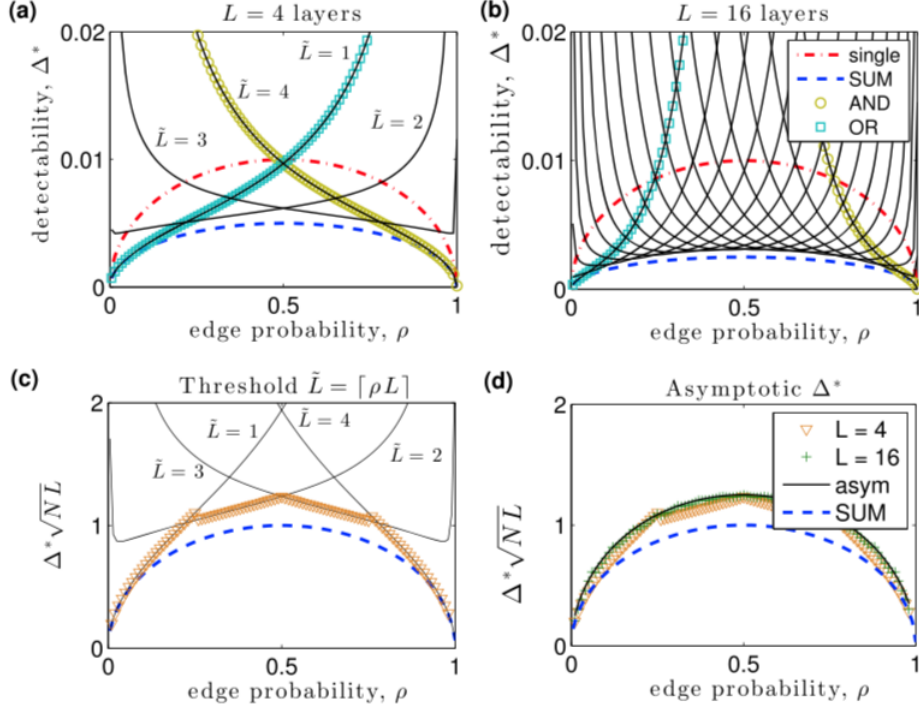 (a) L = 4 layers
detectability, Δ*
0.02
0.01
0
L̃ = 1
L̃ = 4
L̃ = 3
L̃ = 2
0 0.5 1
edge probability, ρ
(b) L = 16 layers
detectability, Δ*
0.02
0.01
0
single
SUM
AND
OR
0 0.5 1
edge probability, ρ
(c) Threshold L̃ = ⌈ρL⌉
Δ*√NL
2
1
0
L̃ = 1
L̃ = 4
L̃ = 3
L̃ = 2
0 0.5 1
edge probability, ρ
(d) Asymptotic Δ*
Δ*√NL
2
1
0
L = 4
L = 16
asym
SUM
0 0.5 1
edge probability, ρ